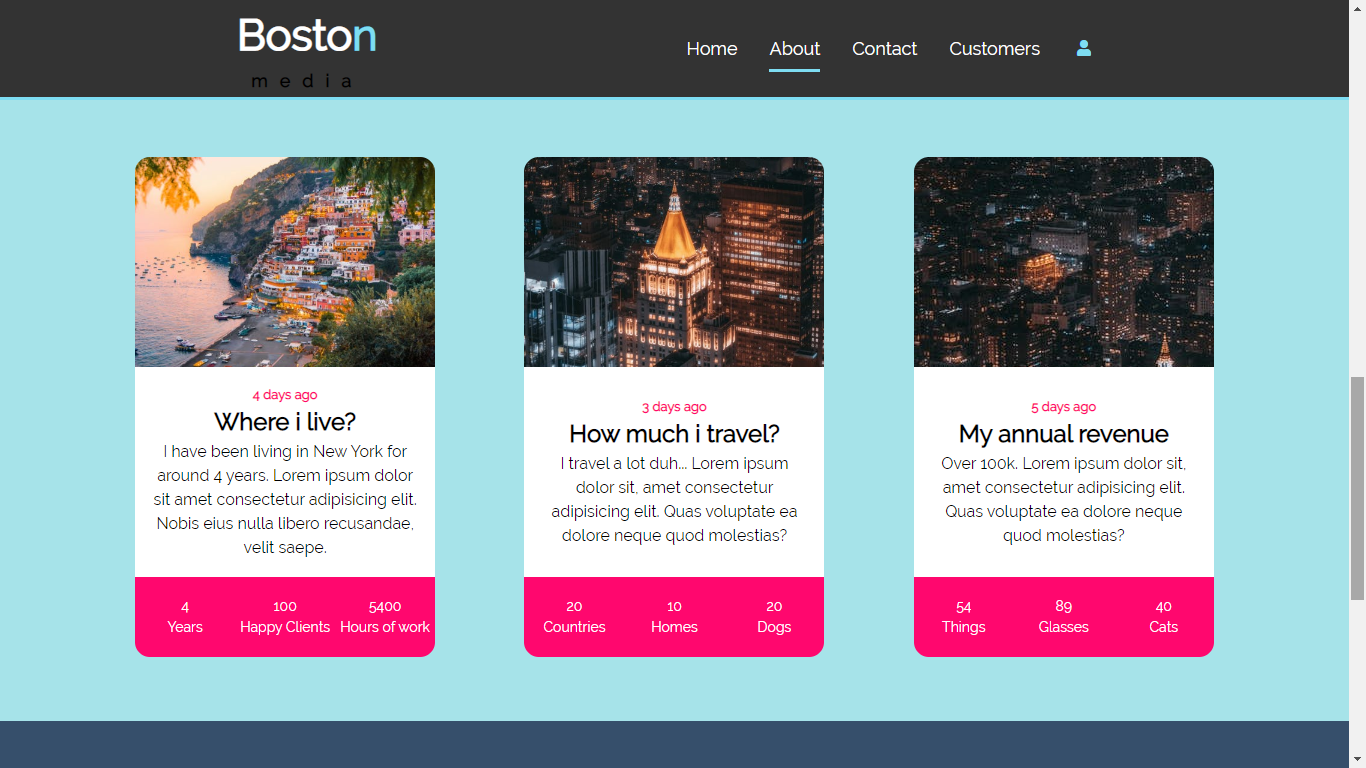 Boston
media
Home About Contact Customers
4 days ago
Where i live?
I have been living in New York for
around 4 years. Lorem ipsum dolor
sit amet consectetur adipisicing elit.
Nobis eius nulla libero recusandae,
velit saepe.
4 100 5400
Years Happy Clients Hours of work
3 days ago
How much i travel?
I travel a lot duh... Lorem ipsum
dolor sit, amet consectetur
adipisicing elit. Quas voluptate ea
dolore neque quod molestias?
20 10 20
Countries Homes Dogs
5 days ago
My annual revenue
Over 100k. Lorem ipsum dolor sit,
amet consectetur adipisicing elit.
Quas voluptate ea dolore neque
quod molestias?
54 89 40
Things Glasses Cats